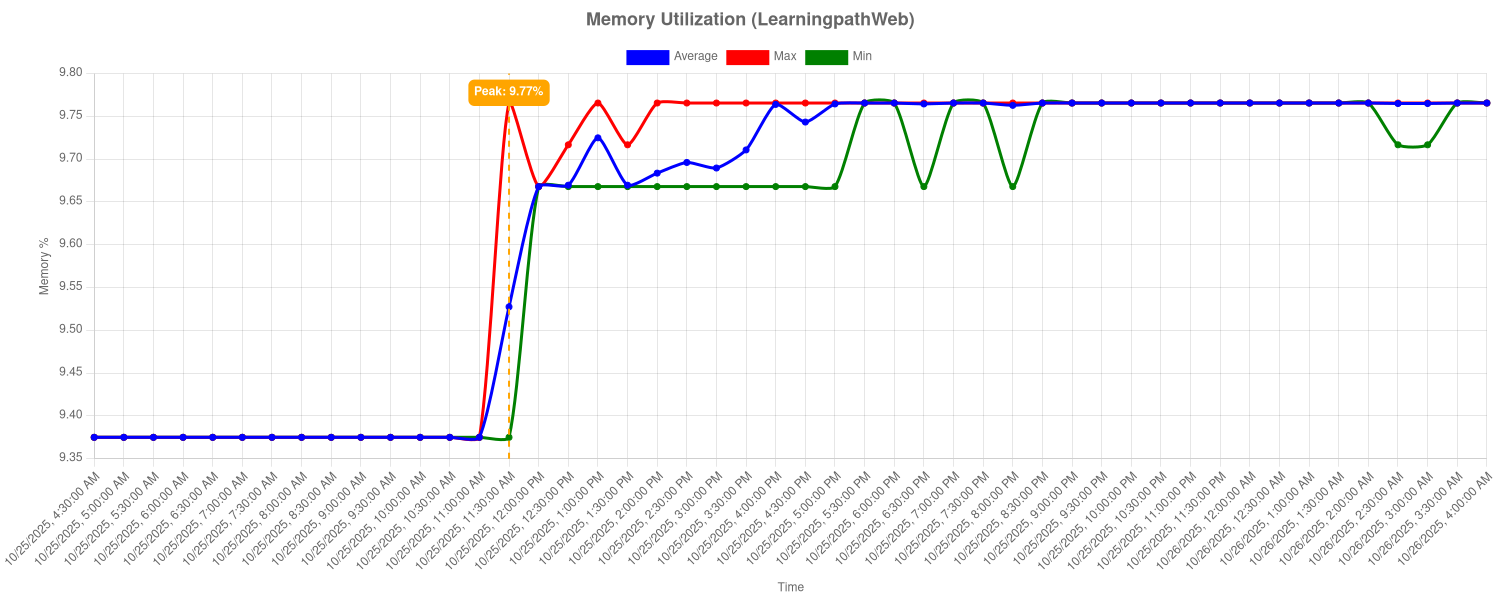 Memory Utilization (LearningpathWeb)
Average Max Min
Peak: 9.77%
9.80
9.75
9.70
9.65
9.60
9.55
9.50
9.45
9.40
9.35
Memory %
10/25/2025, 4:30:00 AM
10/25/2025, 5:00:00 AM
10/25/2025, 5:30:00 AM
10/25/2025, 6:00:00 AM
10/25/2025, 6:30:00 AM
10/25/2025, 7:00:00 AM
10/25/2025, 7:30:00 AM
10/25/2025, 8:00:00 AM
10/25/2025, 8:30:00 AM
10/25/2025, 9:00:00 AM
10/25/2025, 9:30:00 AM
10/25/2025, 10:00:00 AM
10/25/2025, 10:30:00 AM
10/25/2025, 11:00:00 AM
10/25/2025, 11:30:00 AM
10/25/2025, 12:00:00 PM
10/25/2025, 12:30:00 PM
10/25/2025, 1:00:00 PM
10/25/2025, 1:30:00 PM
10/25/2025, 2:00:00 PM
10/25/2025, 2:30:00 PM
10/25/2025, 3:00:00 PM
10/25/2025, 3:30:00 PM
10/25/2025, 4:00:00 PM
10/25/2025, 4:30:00 PM
10/25/2025, 5:00:00 PM
10/25/2025, 5:30:00 PM
10/25/2025, 6:00:00 PM
10/25/2025, 6:30:00 PM
10/25/2025, 7:00:00 PM
10/25/2025, 7:30:00 PM
10/25/2025, 8:00:00 PM
10/25/2025, 8:30:00 PM
10/25/2025, 9:00:00 PM
10/25/2025, 9:30:00 PM
10/25/2025, 10:00:00 PM
10/25/2025, 10:30:00 PM
10/25/2025, 11:00:00 PM
10/25/2025, 11:30:00 PM
10/26/2025, 12:00:00 AM
10/26/2025, 12:30:00 AM
10/26/2025, 1:00:00 AM
10/26/2025, 1:30:00 AM
10/26/2025, 2:00:00 AM
10/26/2025, 2:30:00 AM
10/26/2025, 3:00:00 AM
10/26/2025, 3:30:00 AM
10/26/2025, 4:00:00 AM
Time